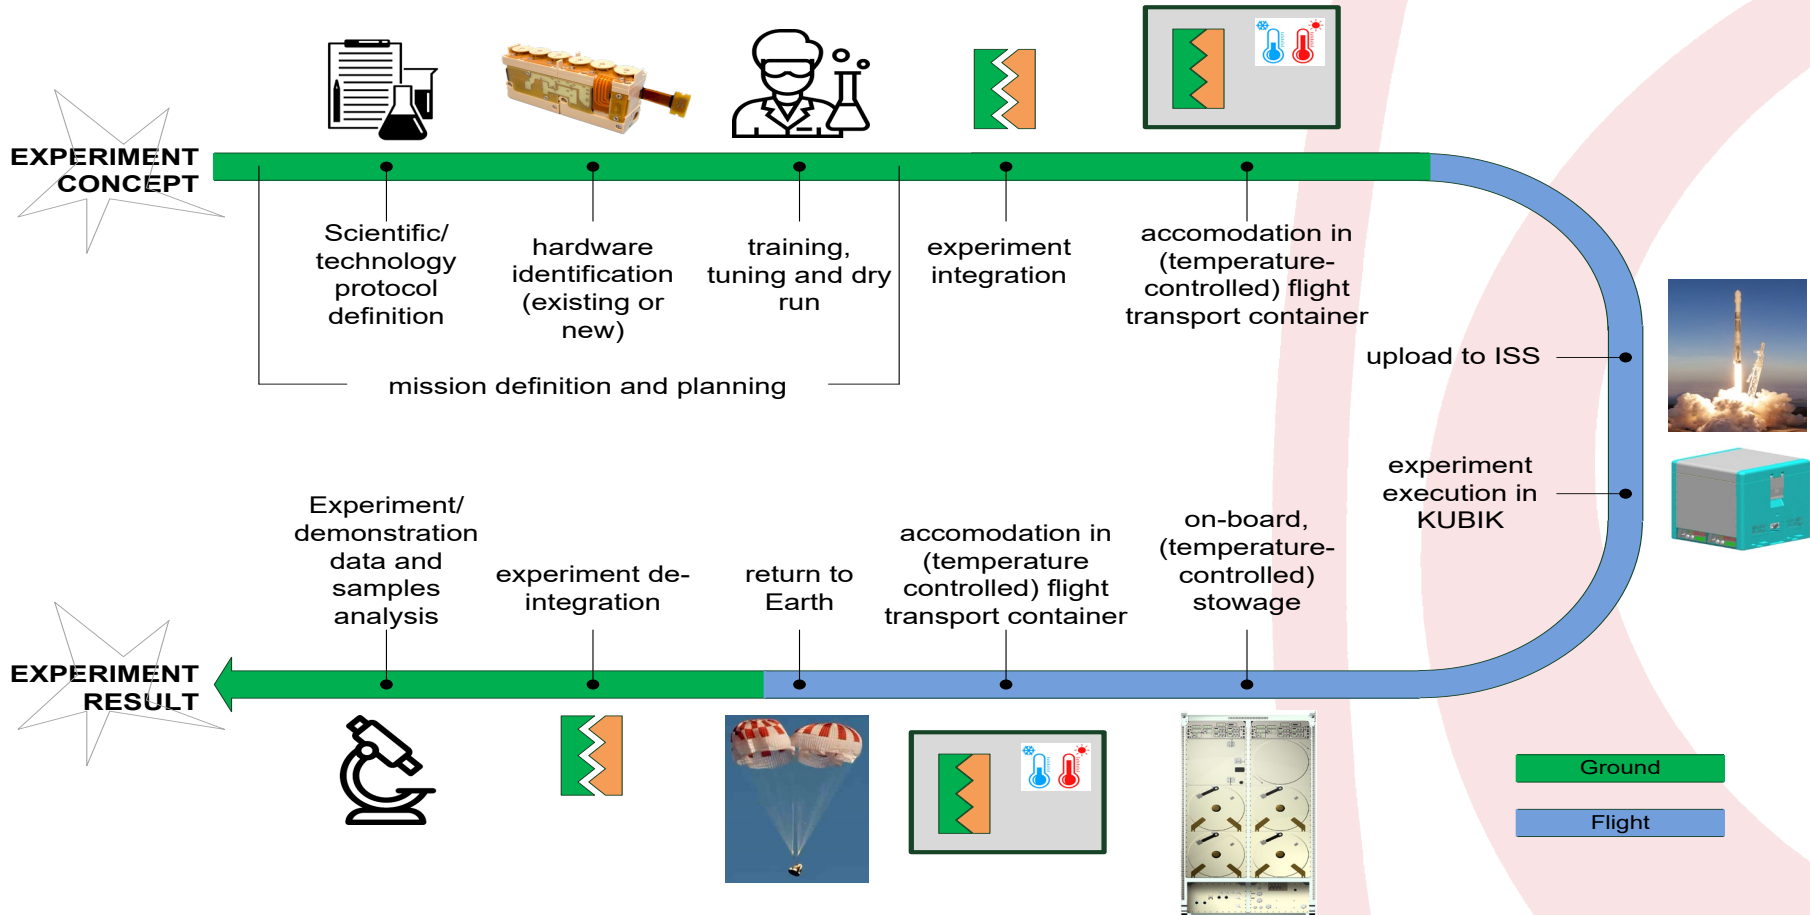 EXPERIMENT
CONCEPT
Scientific/
technology
protocol
definition
hardware
identification
(existing or
new)
training,
tuning and dry
run
experiment
integration
accomodation in
(temperature-
controlled) flight
transport container
mission definition and planning
upload to ISS
experiment
execution in
KUBIK
on-board,
(temperature-
controlled)
stowage
accomodation in
(temperature
controlled) flight
transport container
return to
Earth
experiment de-
integration
Experiment/
demonstration
data and
samples
analysis
EXPERIMENT
RESULT
Ground
Flight